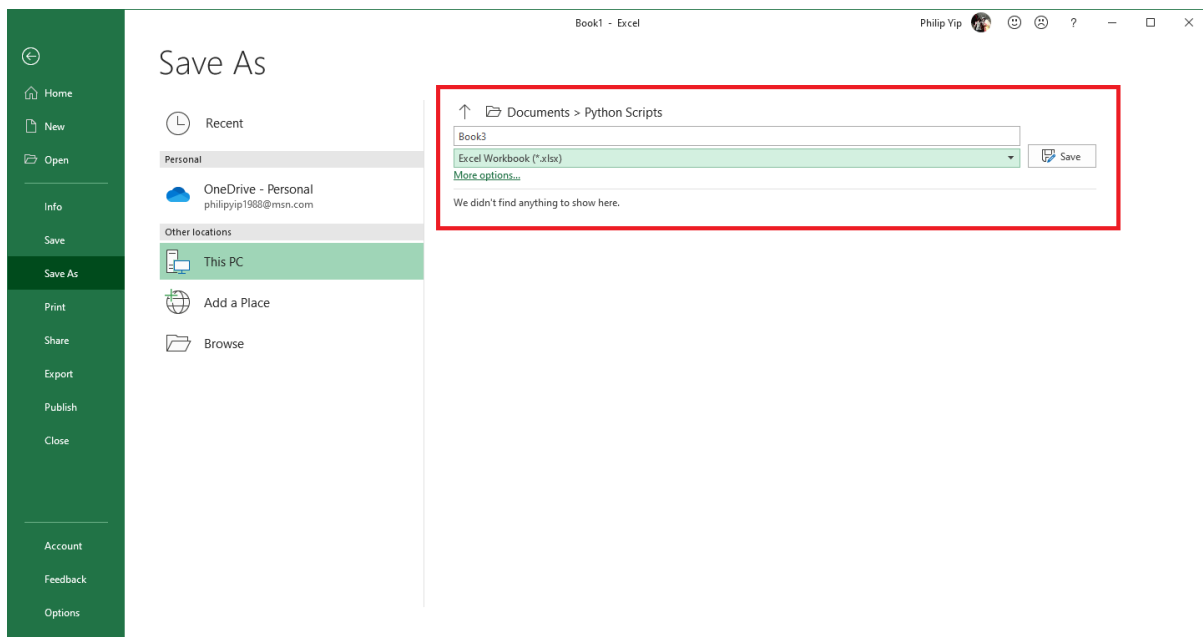 Book1 - Excel
Philip Yip
?
Save As
Home
New
Open
Info
Save
Save As
Print
Share
Export
Publish
Close
Account
Feedback
Options
Recent
Personal
OneDrive - Personal
philipyip1988@msn.com
Other locations
This PC
Add a Place
Browse
Documents > Python Scripts
Book3
Excel Workbook (*.xlsx)
Save
More options...
We didn't find anything to show here.